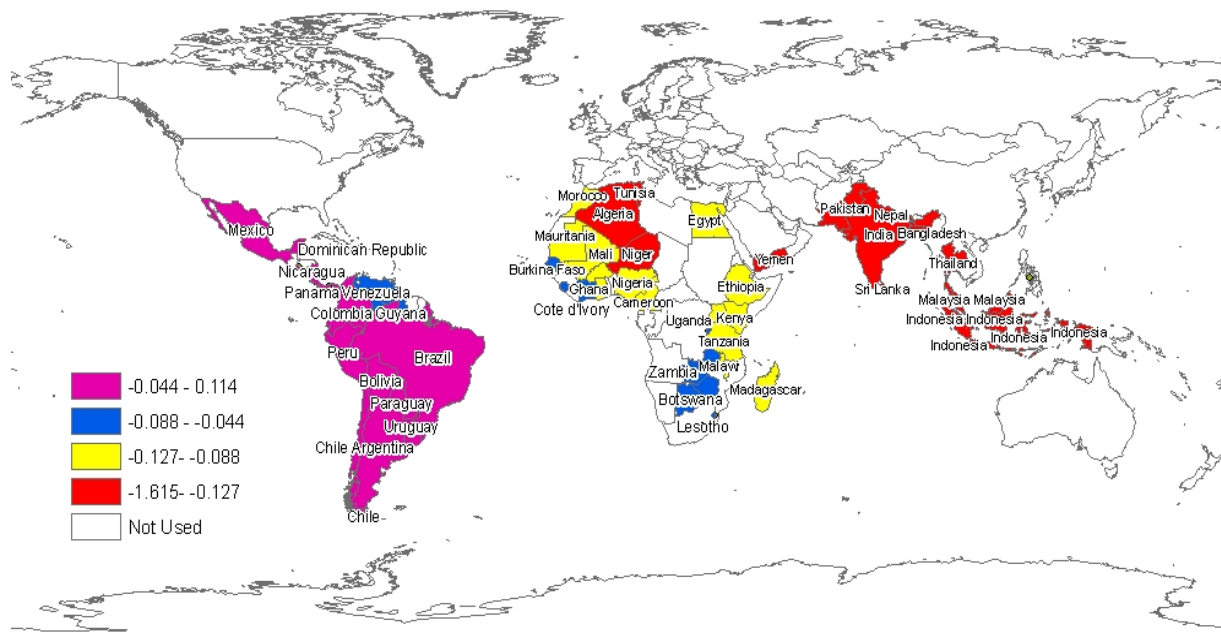 Morocco Tunisia
Pakistan
Algeria
Nepal
Mexico
Egypt
India Bangladesh
Mauritania
Dominican Republic
Mali Niger
Yemen
Thailand
Burkina Faso
Nicaragua
Nigeria
Ethiopia
Sri Lanka
Panama Venezuela
Ghana
Cameroon
Malaysia Malaysia
Cote d'Ivory
Colombia Guyana
Kenya
Uganda
Indonesia Indonesia
Indonesia
Indonesia
Indonesia
Tanzania
Peru
Brazil
Zambia
Malawi
Bolivia
Madagascar
Botswana
Paraguay
Lesotho
Uruguay
Chile Argentina
Chile
-0.044 - 0.114
-0.088 - -0.044
-0.127- -0.088
-1.615- -0.127
Not Used